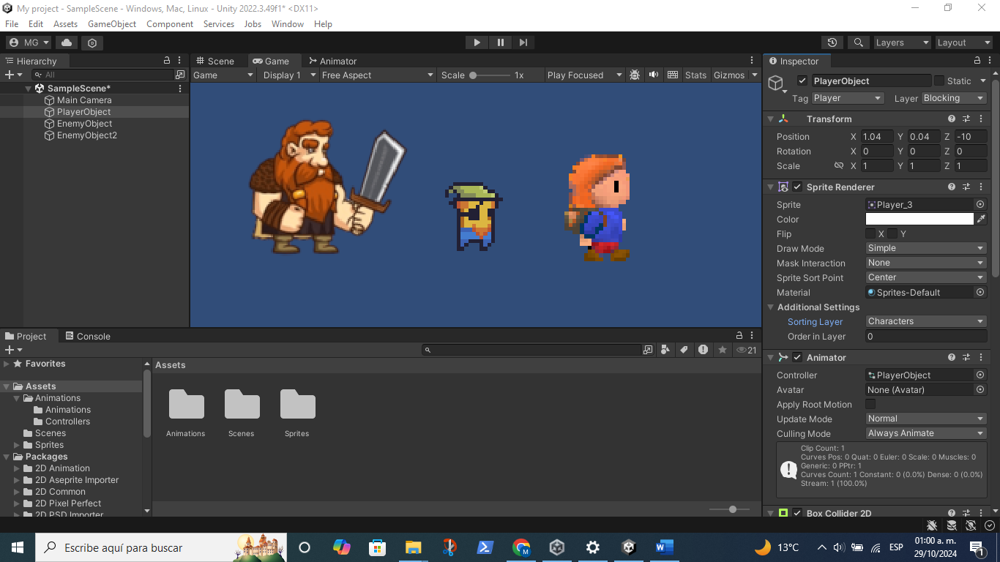 My project - SampleScene - Windows, Mac, Linux - Unity 2022.3.49f1* <DX11>
File Edit Assets GameObject Component Services Jobs Window Help
MG
Layers
Layout
Hierarchy
All
SampleScene*
Main Camera
PlayerObject
EnemyObject
EnemyObject2
Scene Game Animator
Game Display 1 Free Aspect Scale 1x Play Focused Stats Gizmos
Inspector
PlayerObject Static
Tag Player Layer Blocking
Transform
Position X 1.04 Y 0.04 Z -10
Rotation X 0 Y 0 Z 0
Scale X 1 Y 1 Z 1
Sprite Renderer
Sprite Player_3
Color
Flip X Y
Draw Mode Simple
Mask Interaction None
Sprite Sort Point Center
Material Sprites-Default
Additional Settings
Sorting Layer Characters
Order in Layer 0
Animator
Controller PlayerObject
Avatar None (Avatar)
Apply Root Motion
Update Mode Normal
Culling Mode Always Animate
Clip Count: 1
Curves Pos: 0 Quat: 0 Euler: 0 Scale: 0 Muscles: 0
Generic: 0 PPtr: 1
Curves Count: 1 Constant: 0 (0.0%) Dense: 0 (0.0%)
Stream: 1 (100.0%)
Box Collider 2D
Project Console
21
Favorites
Assets
Animations
Animations
Controllers
Scenes
Sprites
Packages
2D Animation
2D Aseprite Importer
2D Common
2D Pixel Perfect
2D PSD Importer
Assets
Animations Scenes Sprites
Escribe aquí para buscar
13°C
ESP
01:00 a. m.
29/10/2024
1